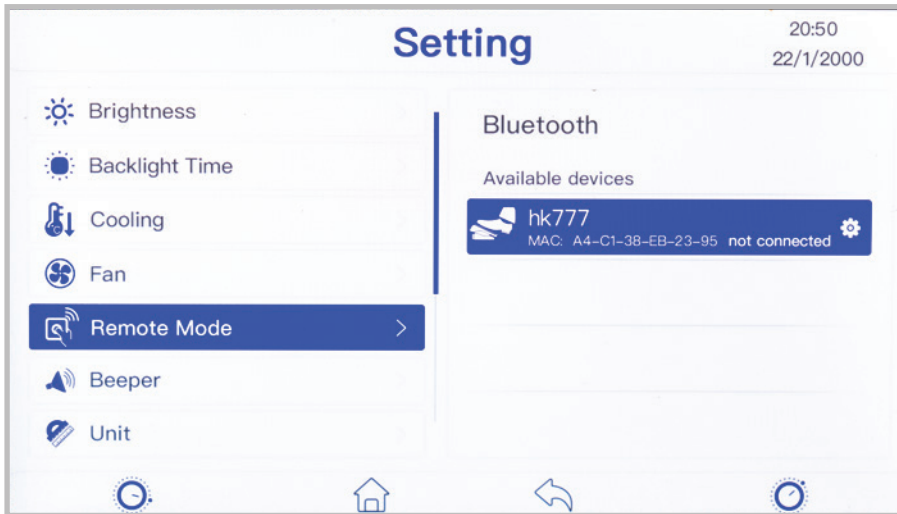 Setting
20:50
22/1/2000
Brightness
Backlight Time
Cooling
Fan
Remote Mode
Beeper
Unit
Bluetooth
Available devices
hk777
MAC: A4-C1-38-EB-23-95 not connected